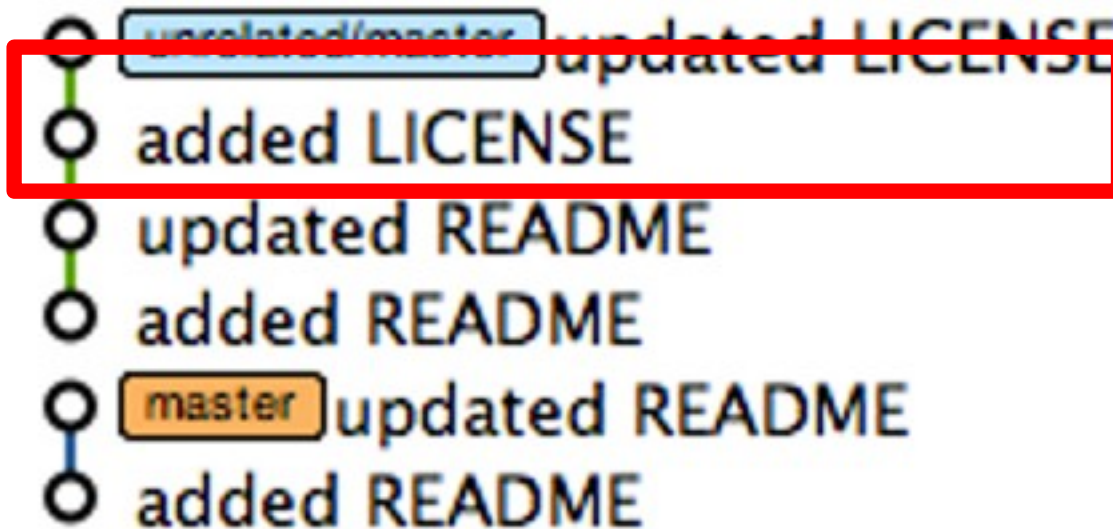 unrelated/master updated LICENSE
added LICENSE
updated README
added README
master updated README
added README